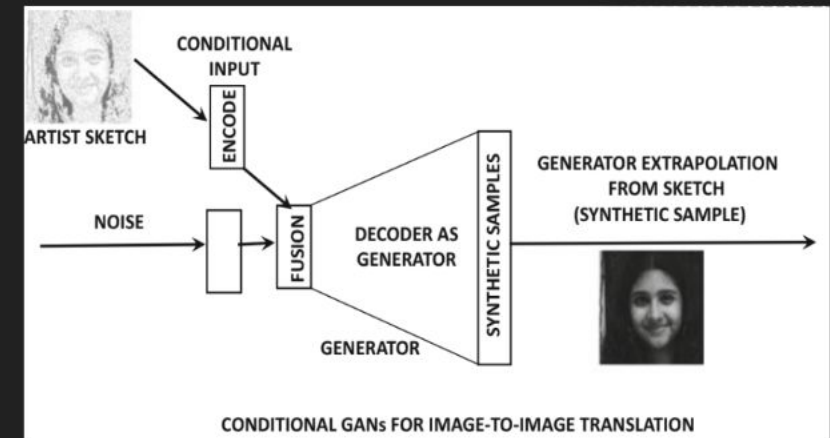 CONDITIONAL
INPUT
ENCODE
ARTIST SKETCH
NOISE
FUSION
DECODER AS
GENERATOR
GENERATOR
SYNTHETIC SAMPLES
GENERATOR EXTRAPOLATION
FROM SKETCH
(SYNTHETIC SAMPLE)
CONDITIONAL GANs FOR IMAGE-TO-IMAGE TRANSLATION